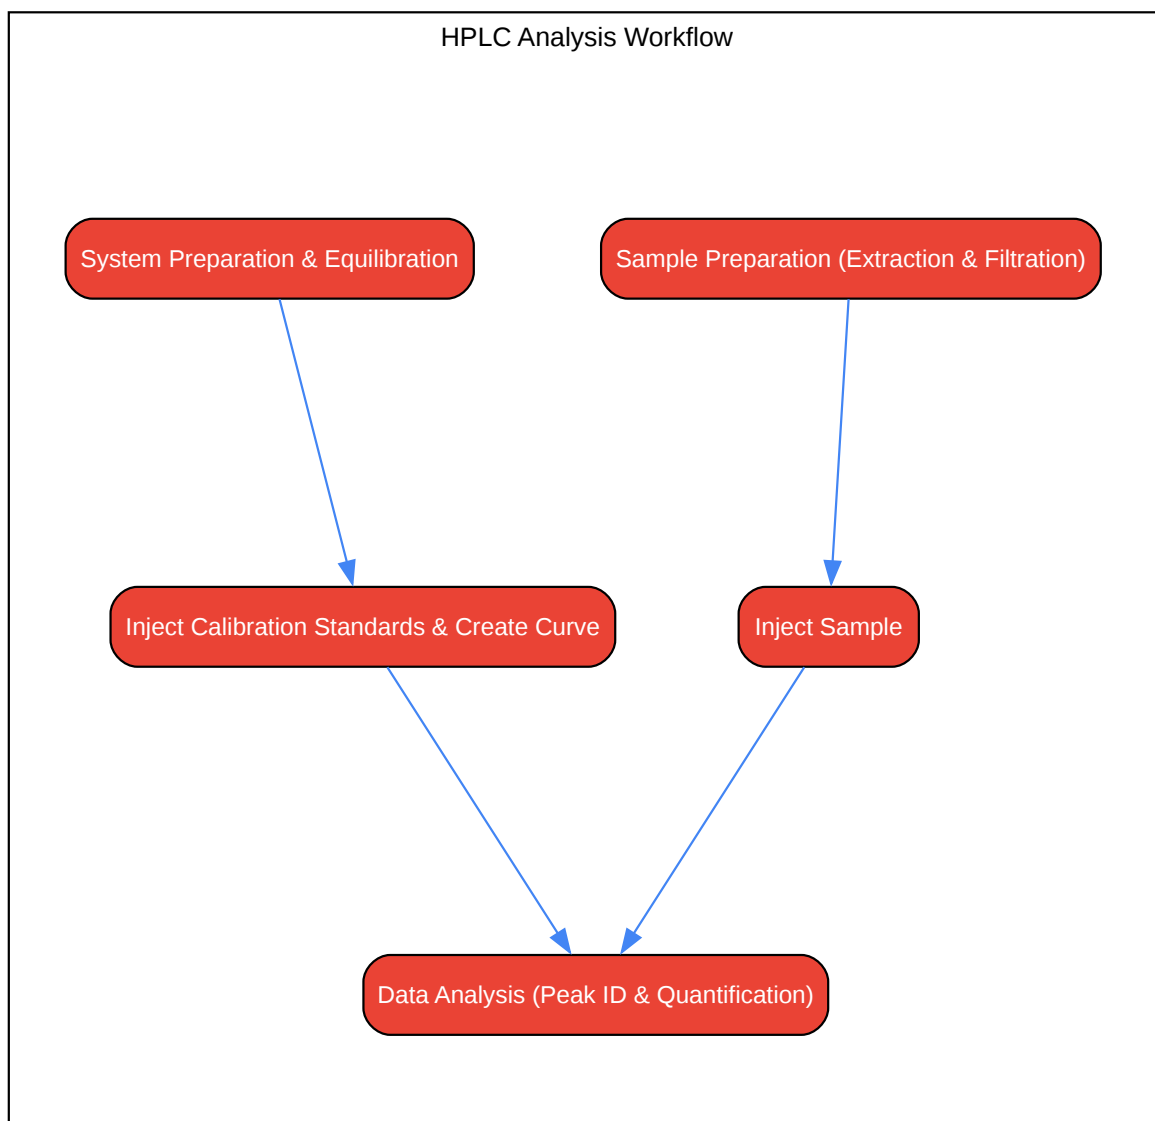 HPLC Analysis Workflow
System Preparation & Equilibration
Sample Preparation (Extraction & Filtration)
Inject Calibration Standards & Create Curve
Inject Sample
Data Analysis (Peak ID & Quantification)